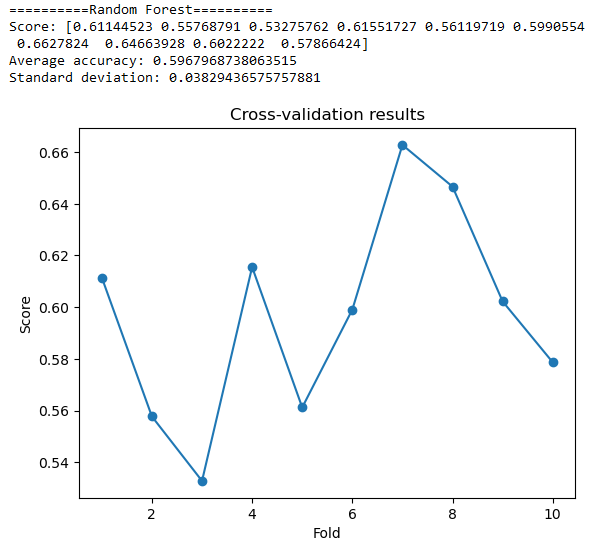 ==========Random Forest==========
Score: [0.61144523 0.55768791 0.53275762 0.61551727 0.56119719 0.5990554
 0.6627824  0.64663928 0.6022222  0.57866424]
Average accuracy: 0.5967968738063515
Standard deviation: 0.03829436575757881
Cross-validation results
0.66
0.64
0.62
0.60
0.58
0.56
0.54
Score
2 4 6 8 10
Fold